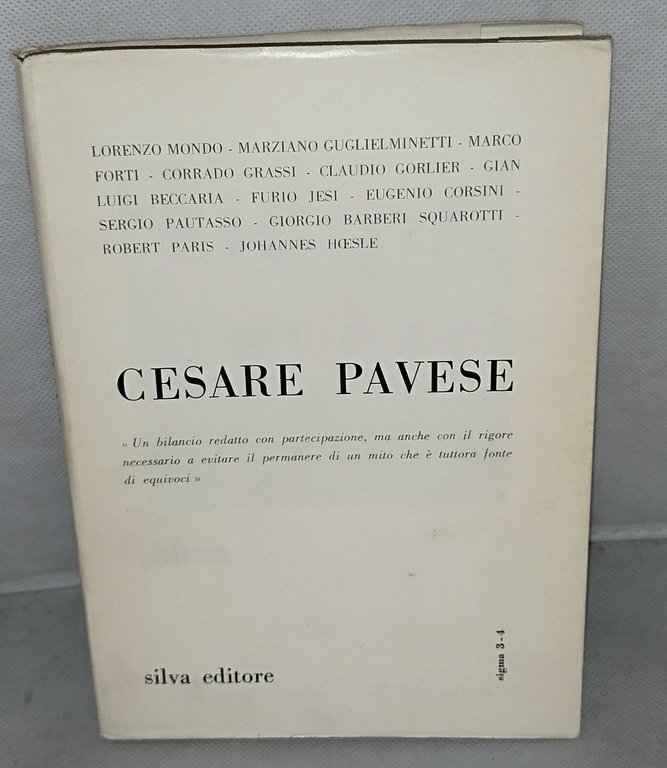 LORENZO MONDO - MARZIANO GUGLIELMINETTI - MARCO
FORTI - CORRADO GRASSI - CLAUDIO GORLIER - GIAN
LUIGI BECCARIA - FURIO JESI - EUGENIO CORSINI -
SERGIO PAUTASSO - GIORGIO BARBERI SQUAROTTI -
ROBERT PARIS - JOHANNES HŒSLE
CESARE PAVESE
« Un bilancio redatto con partecipazione, ma anche con il rigore
necessario a evitare il permanere di un mito che è tuttora fonte
di equivoci »
silva editore
sigma 3-4